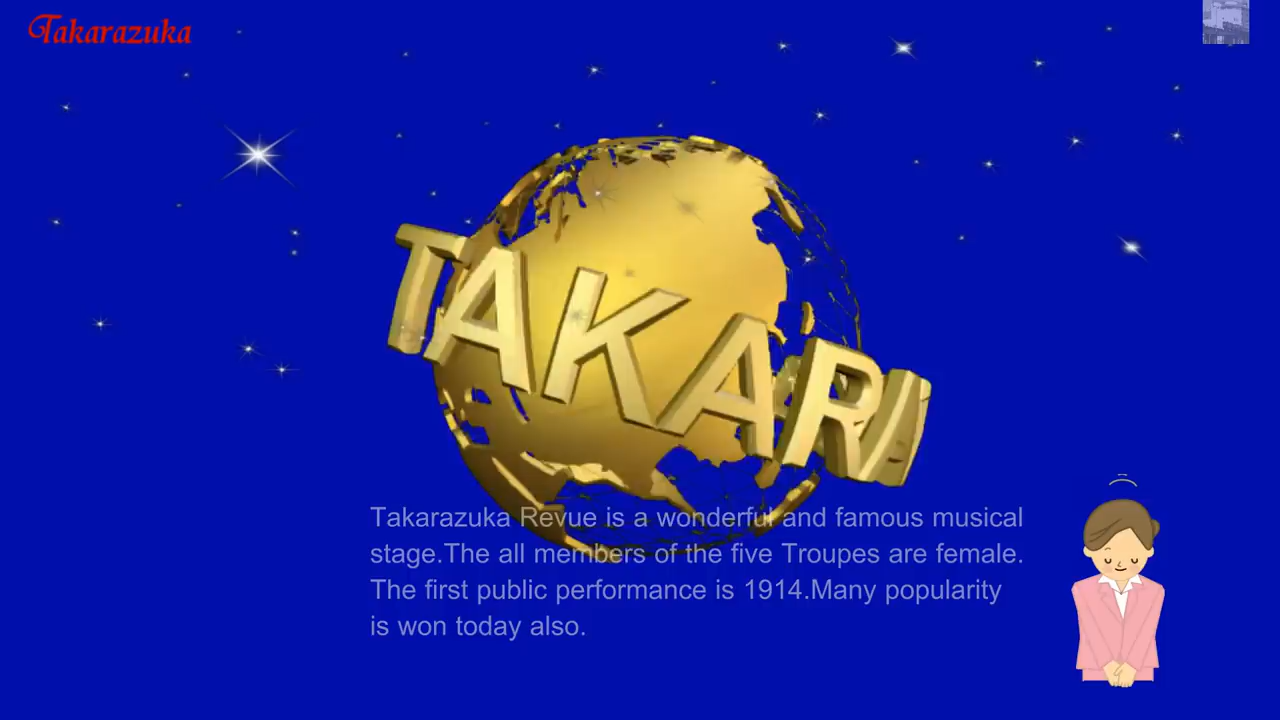 Takarazuka
TAKARA
Takarazuka Revue is a wonderful and famous musical
stage.The all members of the five Troupes are female.
The first public performance is 1914.Many popularity
is won today also.